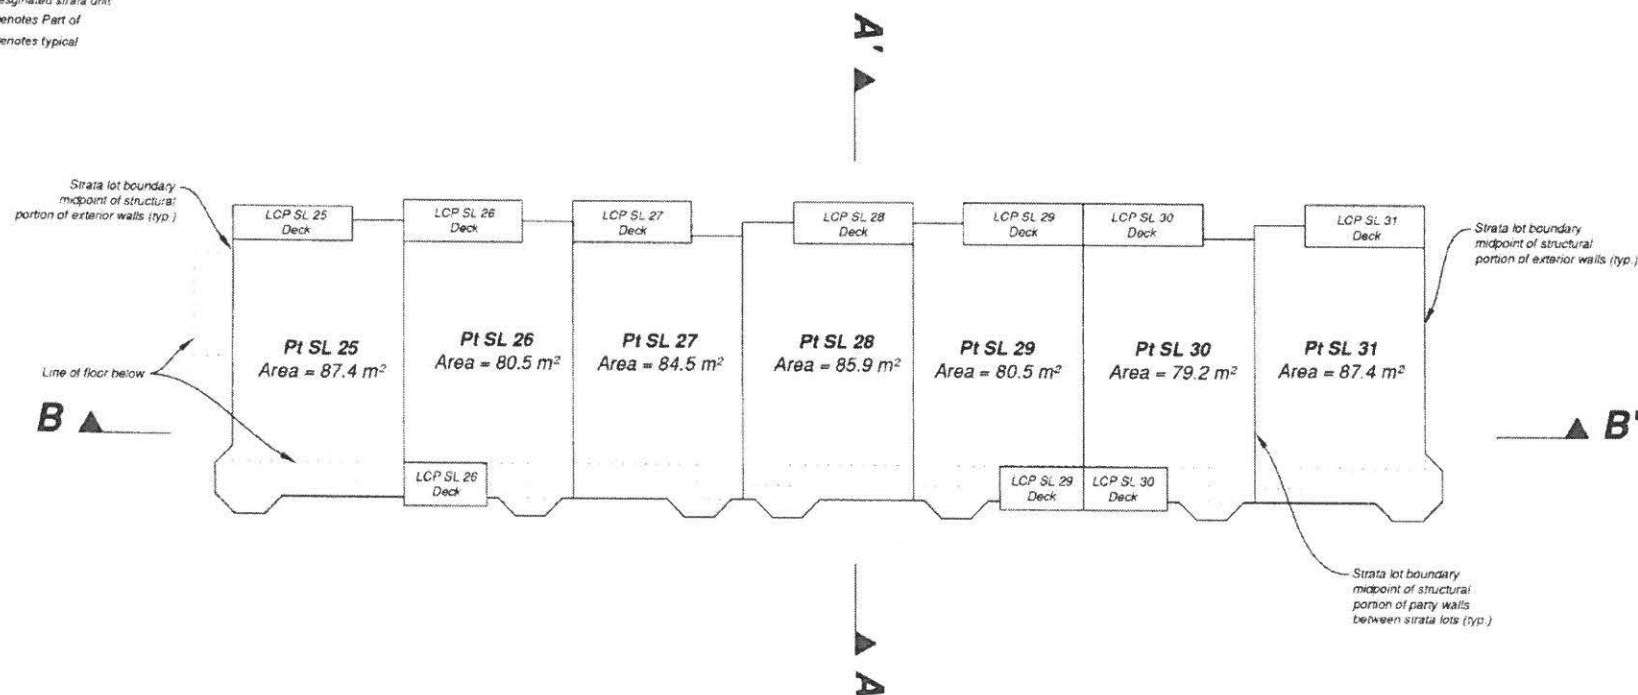 designated strata unit
denotes Part of
denotes typical
A'
Strata lot boundary
midpoint of structural
portion of exterior walls (typ.)
LCP SL 25
Deck
LCP SL 26
Deck
LCP SL 27
Deck
LCP SL 28
Deck
LCP SL 29
Deck
LCP SL 30
Deck
LCP SL 31
Deck
Strata lot boundary
midpoint of structural
portion of exterior walls (typ.)
Pt SL 25
Area = 87.4 m²
Pt SL 26
Area = 80.5 m²
Pt SL 27
Area = 84.5 m²
Pt SL 28
Area = 85.9 m²
Pt SL 29
Area = 80.5 m²
Pt SL 30
Area = 79.2 m²
Pt SL 31
Area = 87.4 m²
Line of floor below
B
B'
LCP SL 26
Deck
LCP SL 29
Deck
LCP SL 30
Deck
Strata lot boundary
midpoint of structural
portion of party walls
between strata lots (typ.)
A